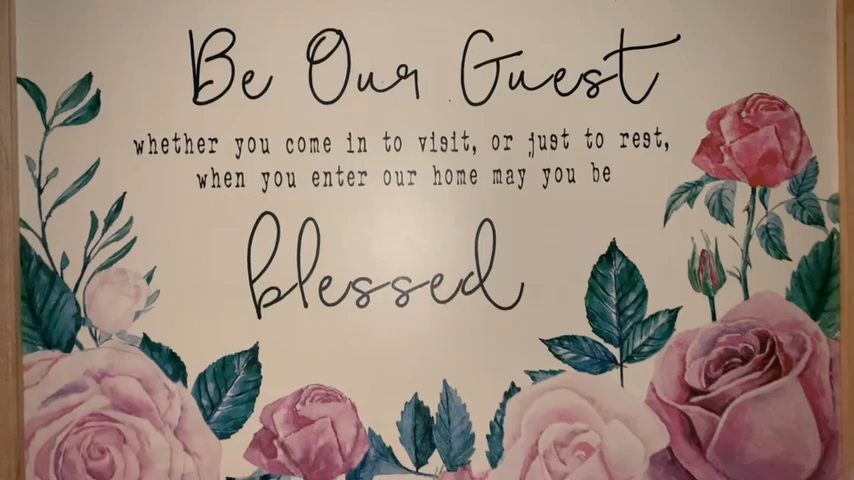 Be Our Guest
whether you come in to visit, or just to rest,
when you enter our home may you be
blessed